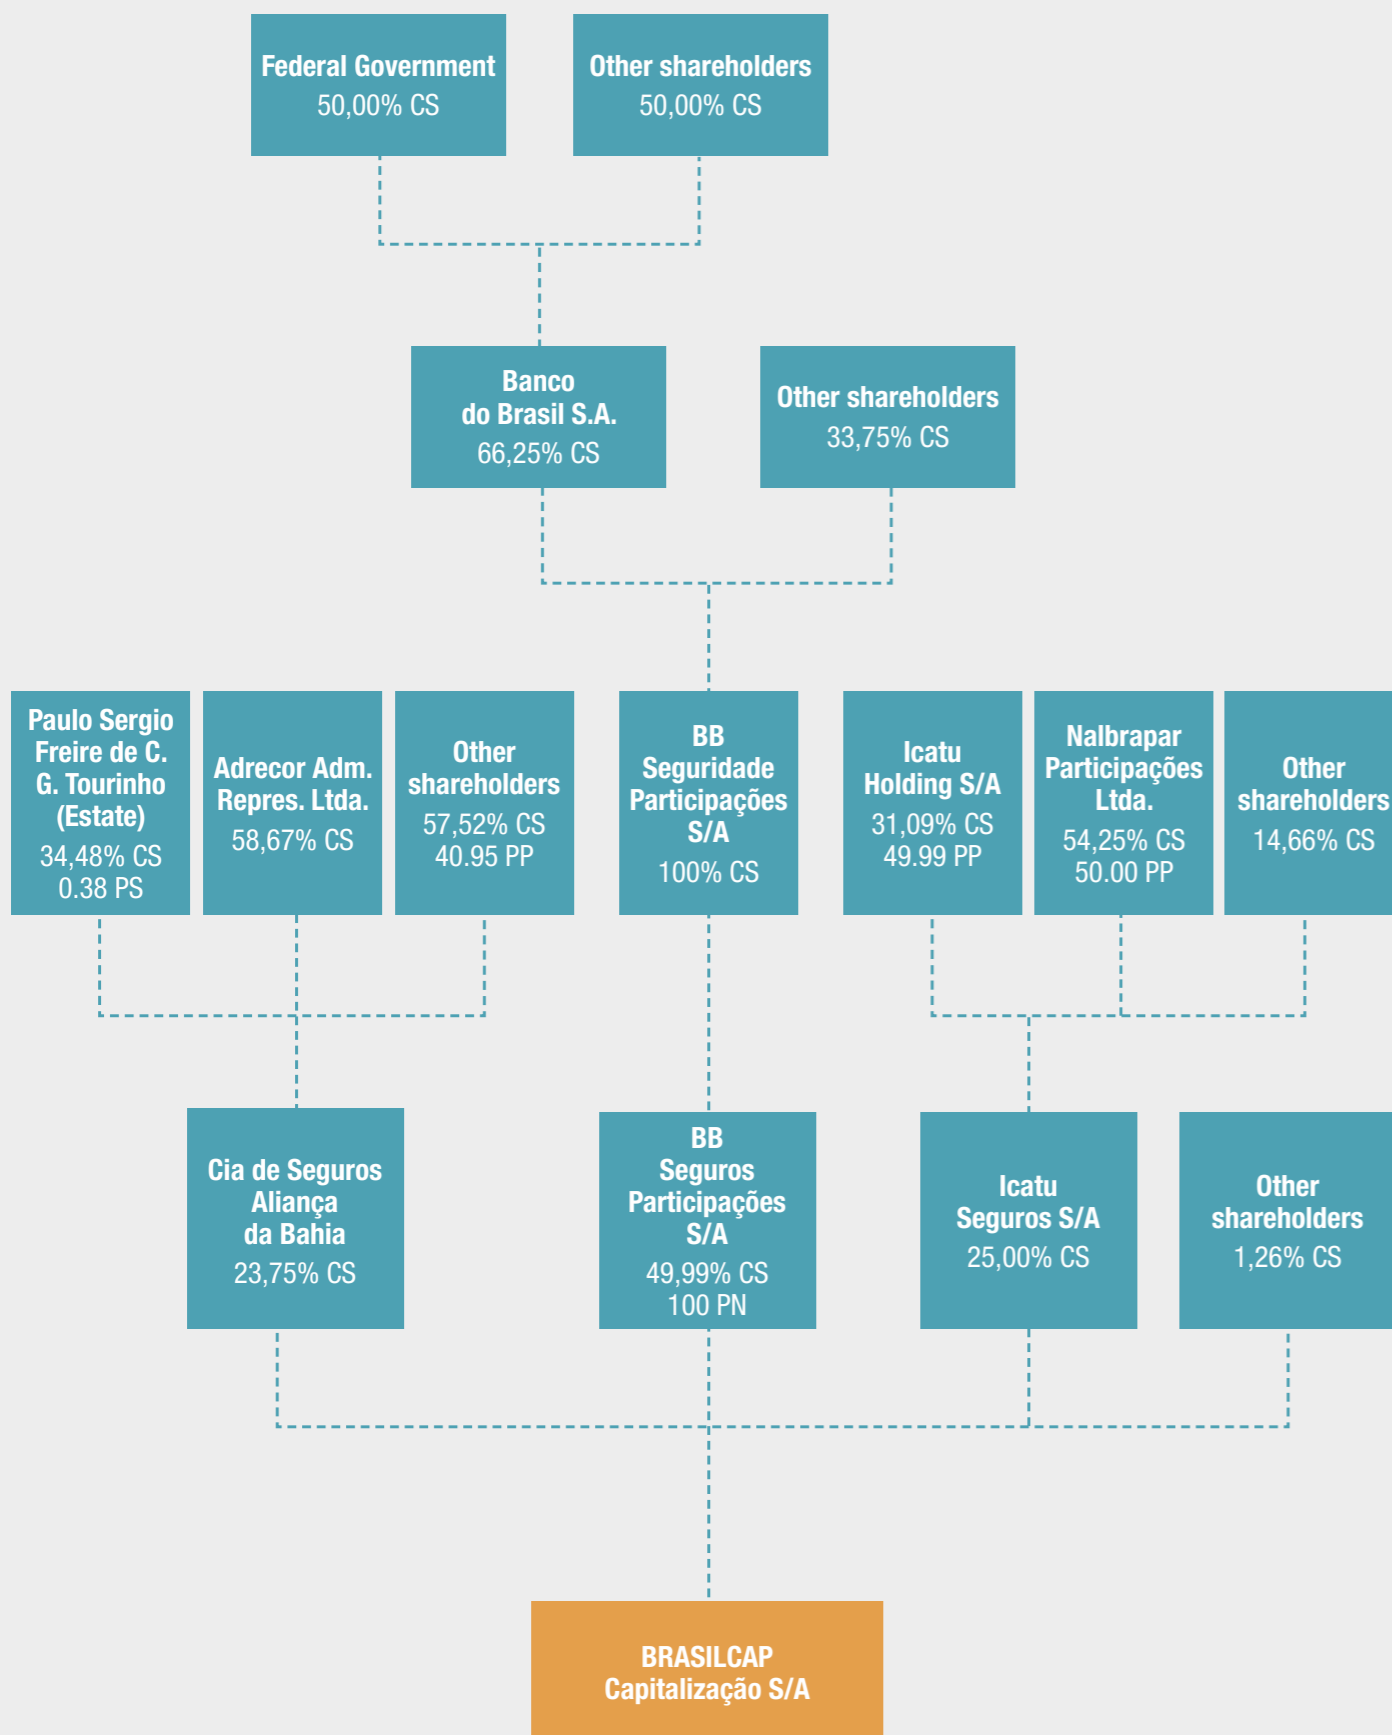 Federal Government
50,00% CS
Other shareholders
50,00% CS
Banco
do Brasil S.A.
66,25% CS
Other shareholders
33,75% CS
Paulo Sergio
Freire de C.
G. Tourinho
(Estate)
34,48% CS
0.38 PS
Adrecor Adm.
Repres. Ltda.
58,67% CS
Other
shareholders
57,52% CS
40.95 PP
BB
Seguridade
Participações
S/A
100% CS
Icatu
Holding S/A
31,09% CS
49.99 PP
Nalbrapar
Participações
Ltda.
54,25% CS
50.00 PP
Other
shareholders
14,66% CS
Cia de Seguros
Aliança
da Bahia
23,75% CS
BB
Seguros
Participações
S/A
49,99% CS
100 PN
Icatu
Seguros S/A
25,00% CS
Other
shareholders
1,26% CS
BRASILCAP
Capitalização S/A